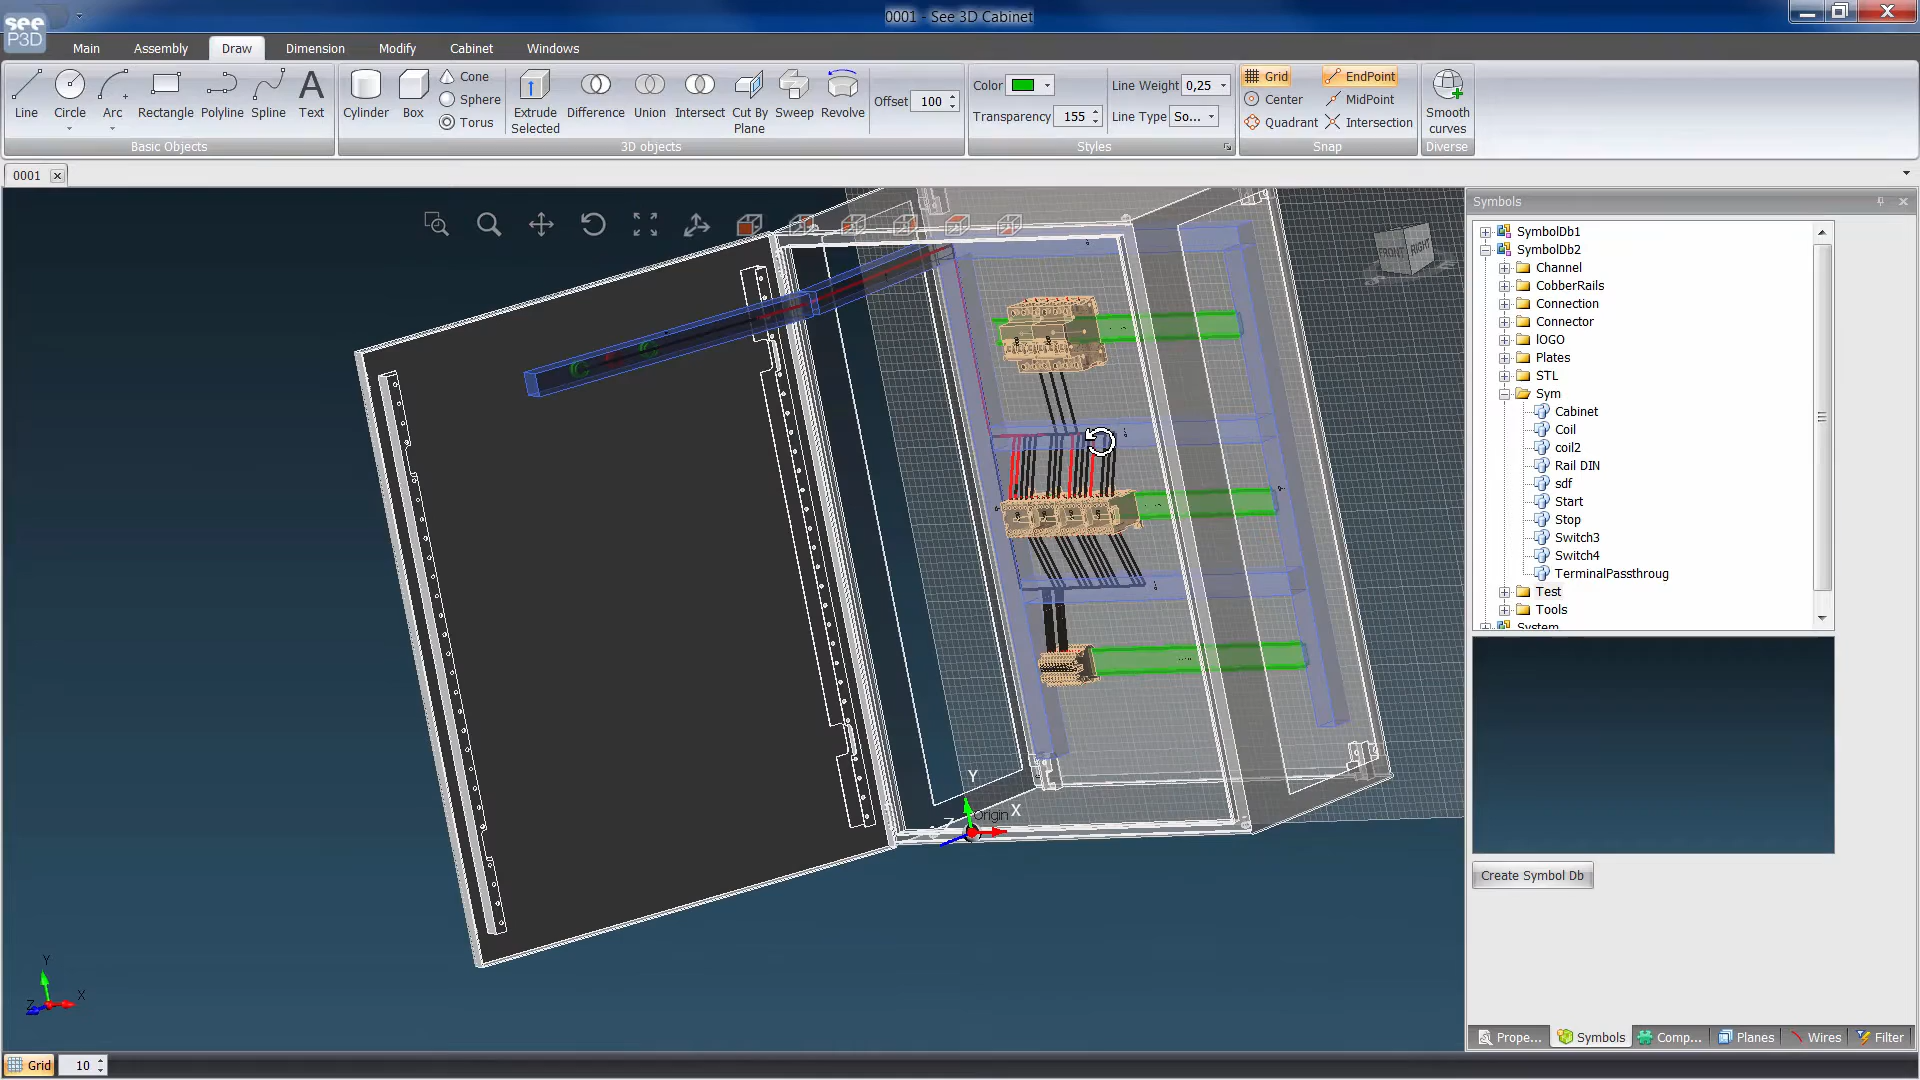 see
P3D
0001 - See 3D Cabinet
Main
Assembly
Draw
Dimension
Modify
Cabinet
Windows
Line
Circle
Arc
Rectangle
Polyline
Spline
Text
Basic Objects
Cylinder
Box
Cone
Sphere
Torus
Extrude
Selected
Difference
Union
Intersect
Cut By
Plane
Sweep
Revolve
Offset 100
3D objects
Color
Transparency 155
Line Weight 0,25
Line Type So...
Styles
Grid
EndPoint
Center
MidPoint
Quadrant
Intersection
Snap
Smooth
curves
Diverse
0001
FRONT
RIGHT
Y
X
Z
Origin
Y
X
Z
Symbols
SymbolDb1
SymbolDb2
Channel
CobberRails
Connection
Connector
lOGO
Plates
STL
Sym
Cabinet
Coil
coil2
Rail DIN
sdf
Start
Stop
Switch3
Switch4
TerminalPassthroug
Test
Tools
System
Create Symbol Db
Prope...
Symbols
Comp...
Planes
Wires
Filter
Grid
10